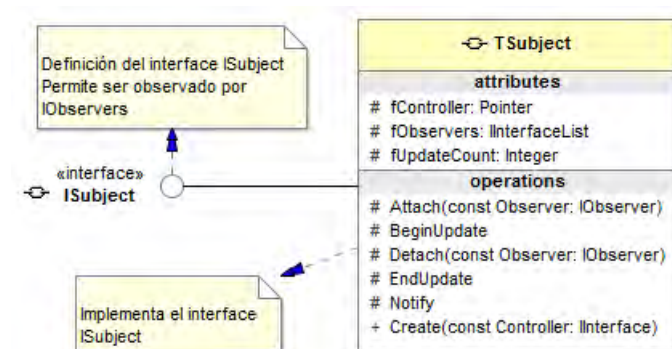 Definición del interface ISubject
Permite ser observado por
IObservers
«interface»
ISubject
Implementa el interface
ISubject
TSubject
attributes
# fController: Pointer
# fObservers: IInterfaceList
# fUpdateCount: Integer
operations
# Attach(const Observer: IObserver)
# BeginUpdate
# Detach(const Observer: IObserver)
# EndUpdate
# Notify
+ Create(const Controller: IInterface)